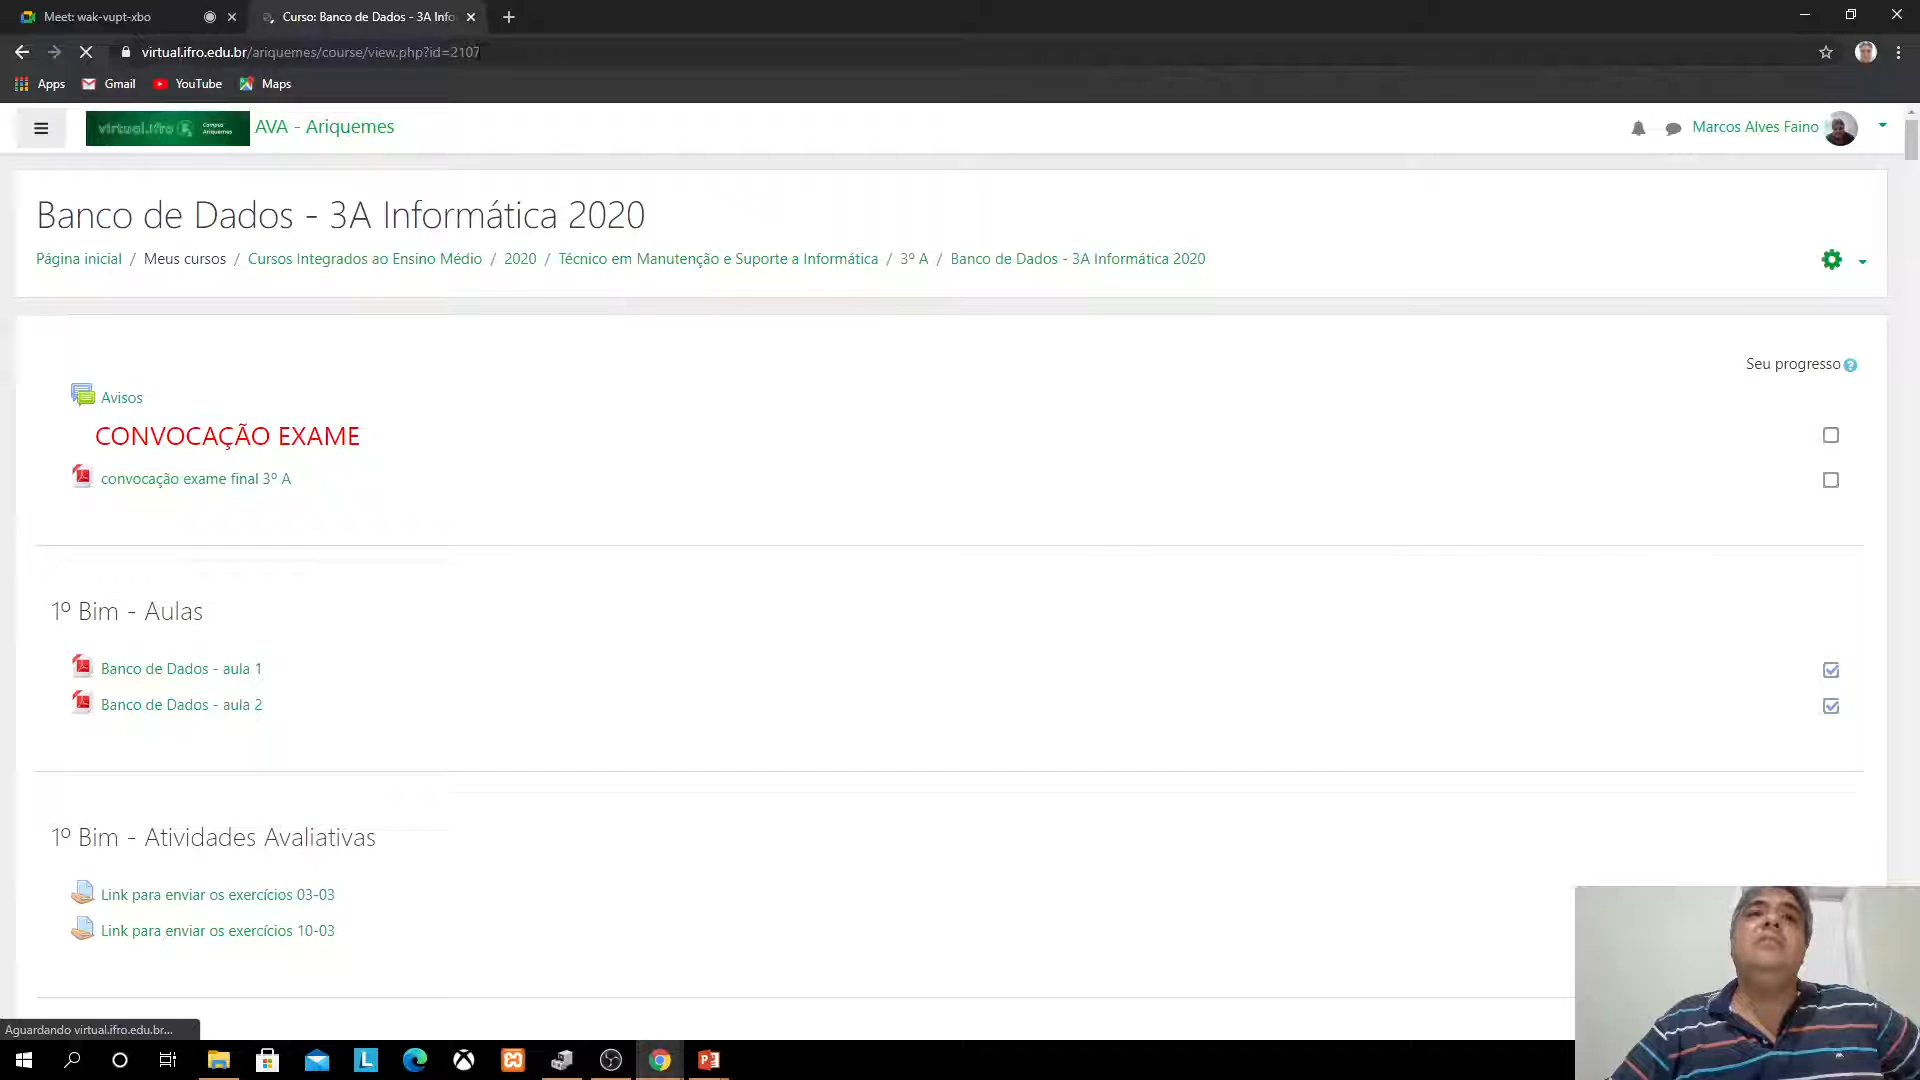 Meet: wak-vupt-xbo
Curso: Banco de Dados - 3A Info
virtual.ifro.edu.br/ariquemes/course/view.php?id=2107
Apps Gmail YouTube Maps
virtual.ifro Campus Ariquemes
AVA - Ariquemes
Marcos Alves Faino
Banco de Dados - 3A Informática 2020
Página inicial / Meus cursos / Cursos Integrados ao Ensino Médio / 2020 / Técnico em Manutenção e Suporte a Informática / 3º A / Banco de Dados - 3A Informática 2020
Seu progresso
Avisos
CONVOCAÇÃO EXAME
convocação exame final 3º A
1º Bim - Aulas
Banco de Dados - aula 1
Banco de Dados - aula 2
1º Bim - Atividades Avaliativas
Link para enviar os exercícios 03-03
Link para enviar os exercícios 10-03
Aguardando virtual.ifro.edu.br...